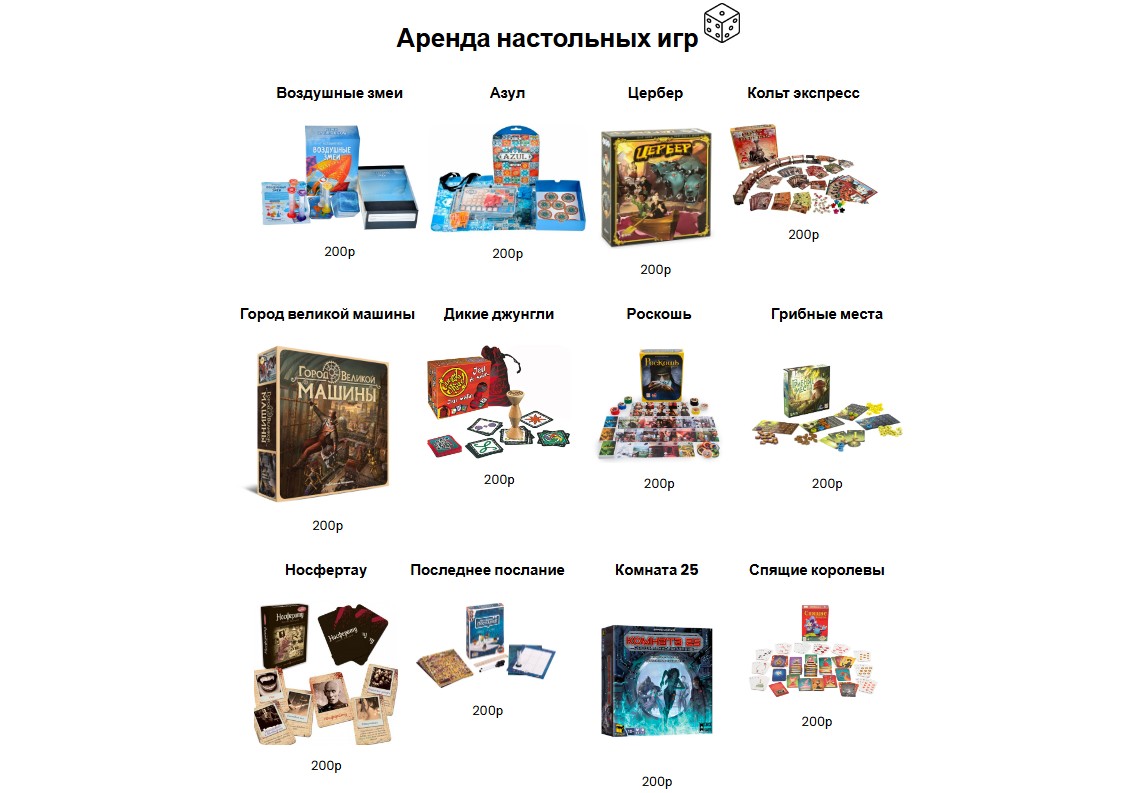 Аренда настольных игр
Воздушные змеи
Азул
Цербер
Кольт экспресс
ВОЗДУШНЫЕ
ЗМЕИ
AZUL
ЦЕРБЕР
200р
200р
200р
200р
Город великой машины
Дикие джунгли
Роскошь
Грибные места
ГОРОД ВЕЛИКОЙ
МАШИНЫ
Роскошь
200р
200р
200р
200р
Носфертау
Последнее послание
Комната 25
Спящие королевы
Носферату
Носферату
КОМНАТА 25
200р
200р
200р
200р